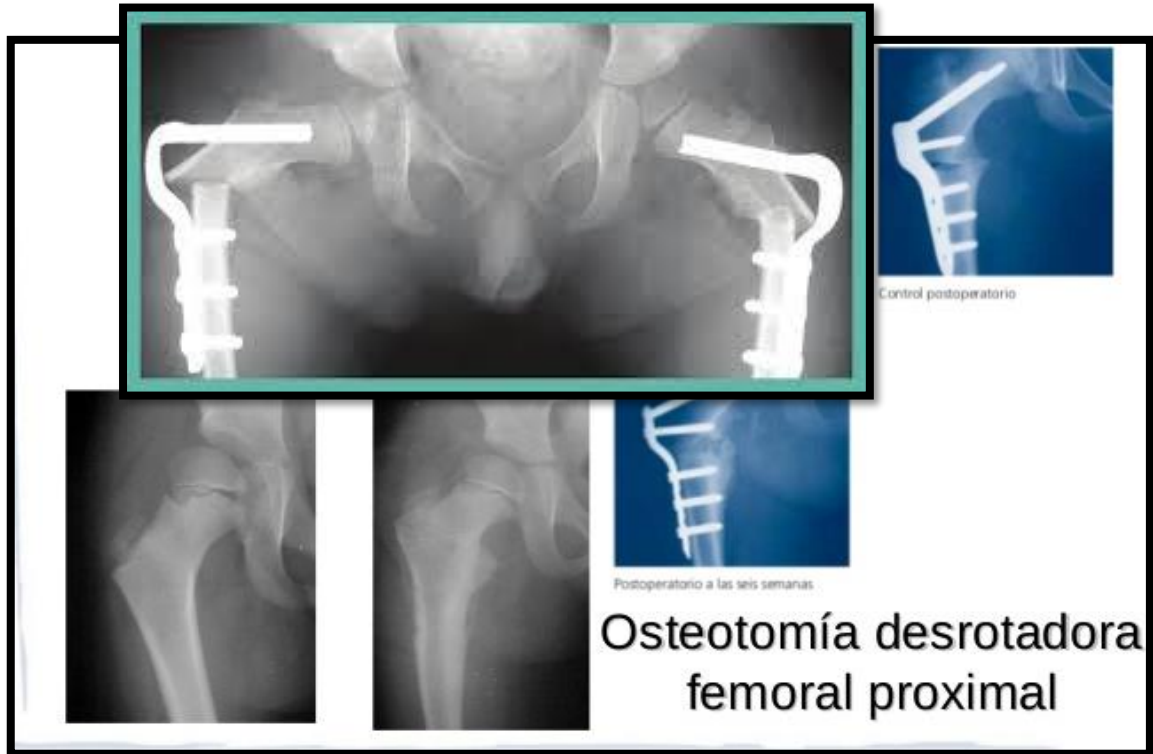 Control postoperatorio
Postoperatorio a las seis semanas
Osteotomía desrotadora
femoral proximal